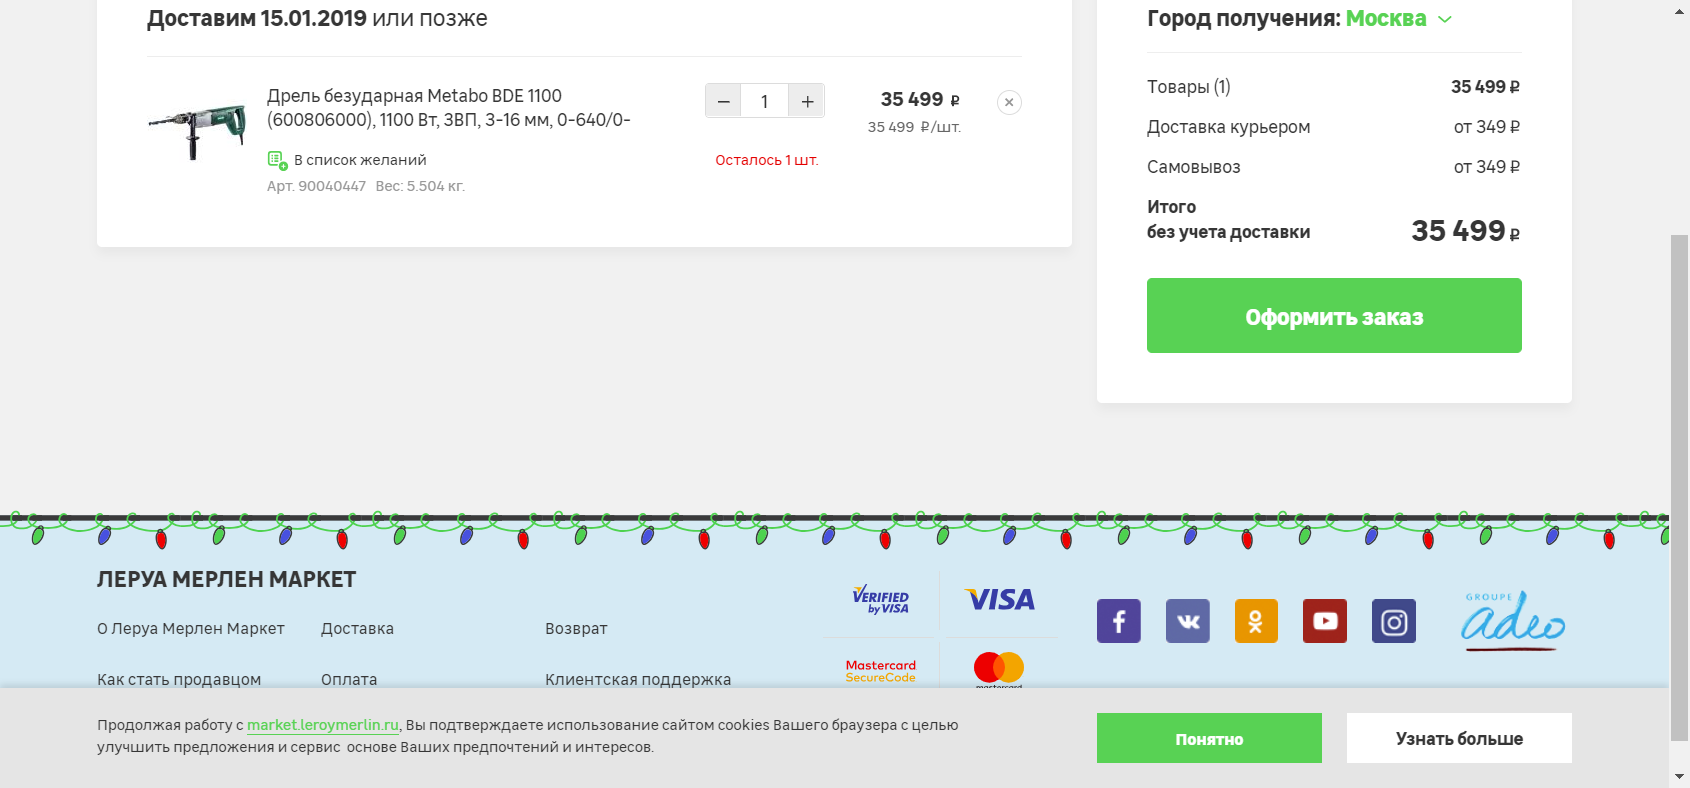 Доставим 15.01.2019 или позже
Дрель безударная Metabo BDE 1100
(600806000), 1100 Вт, ЗВП, 3-16 мм, 0-640/0-
1
35 499 ₽
35 499 ₽/шт.
В список желаний
Осталось 1 шт.
Арт. 90040447 Вес: 5.504 кг.
Город получения: Москва
Товары (1) 35 499 ₽
Доставка курьером от 349 ₽
Самовывоз от 349 ₽
Итого
без учета доставки 35 499 ₽
Оформить заказ
ЛЕРУА МЕРЛЕН МАРКЕТ
О Леруа Мерлен Маркет Доставка Возврат
Как стать продавцом Оплата Клиентская поддержка
VERIFIED
by VISA
VISA
Mastercard
SecureCode
mastercard
GROUPE
adeo
Продолжая работу с market.leroymerlin.ru, Вы подтверждаете использование сайтом cookies Вашего браузера с целью
улучшить предложения и сервис основе Ваших предпочтений и интересов.
Понятно
Узнать больше